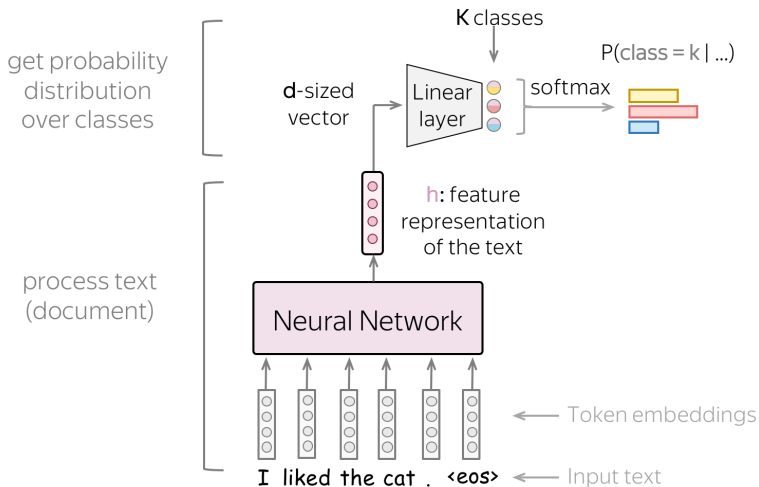 K classes
P(class = k | ...)
get probability
distribution
over classes
d-sized
vector
Linear
layer
softmax
h: feature
representation
of the text
process text
(document)
Neural Network
Token embeddings
I liked the cat . <eos>
Input text